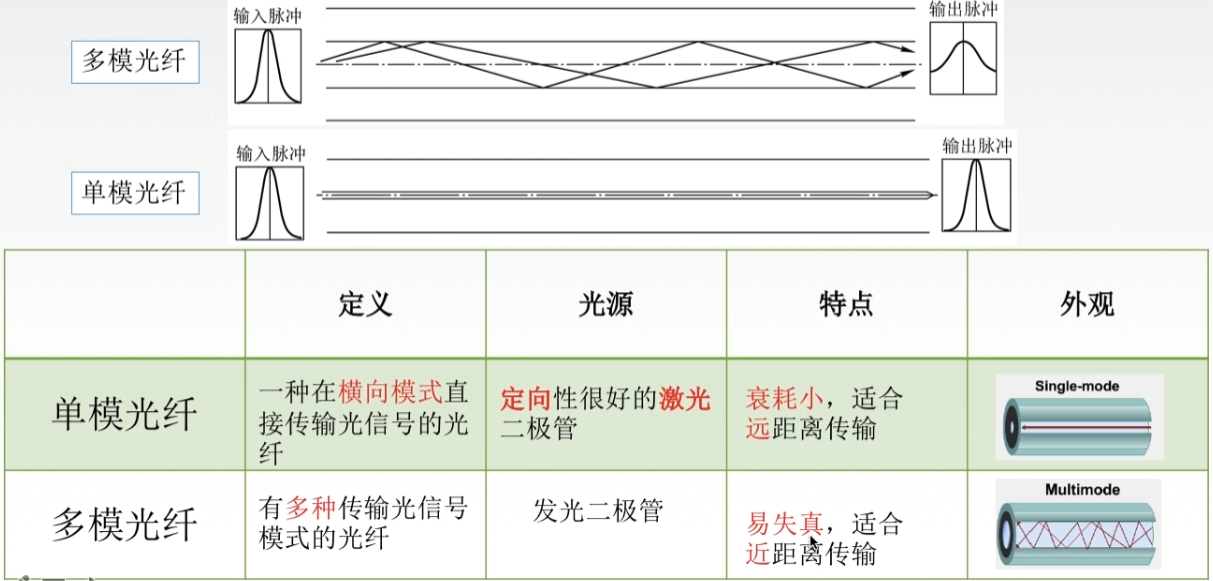 输入脉冲
输出脉冲
多模光纤
输入脉冲
输出脉冲
单模光纤
定义
光源
特点
外观
单模光纤
一种在横向模式直
接传输光信号的光
纤
定向性很好的激光
二极管
衰耗小，适合
远距离传输
Single-mode
多模光纤
有多种传输光信号
模式的光纤
发光二极管
易失真，适合
近距离传输
Multimode